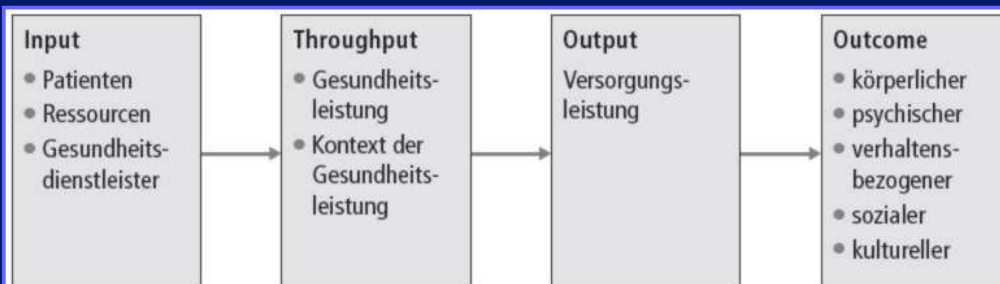 Input
• Patienten
• Ressourcen
• Gesundheits-
dienstleister
Throughput
• Gesundheits-
leistung
• Kontext der
Gesundheits-
leistung
Output
Versorgungs-
leistung
Outcome
• körperlicher
• psychischer
• verhaltens-
bezogener
• sozialer
• kultureller